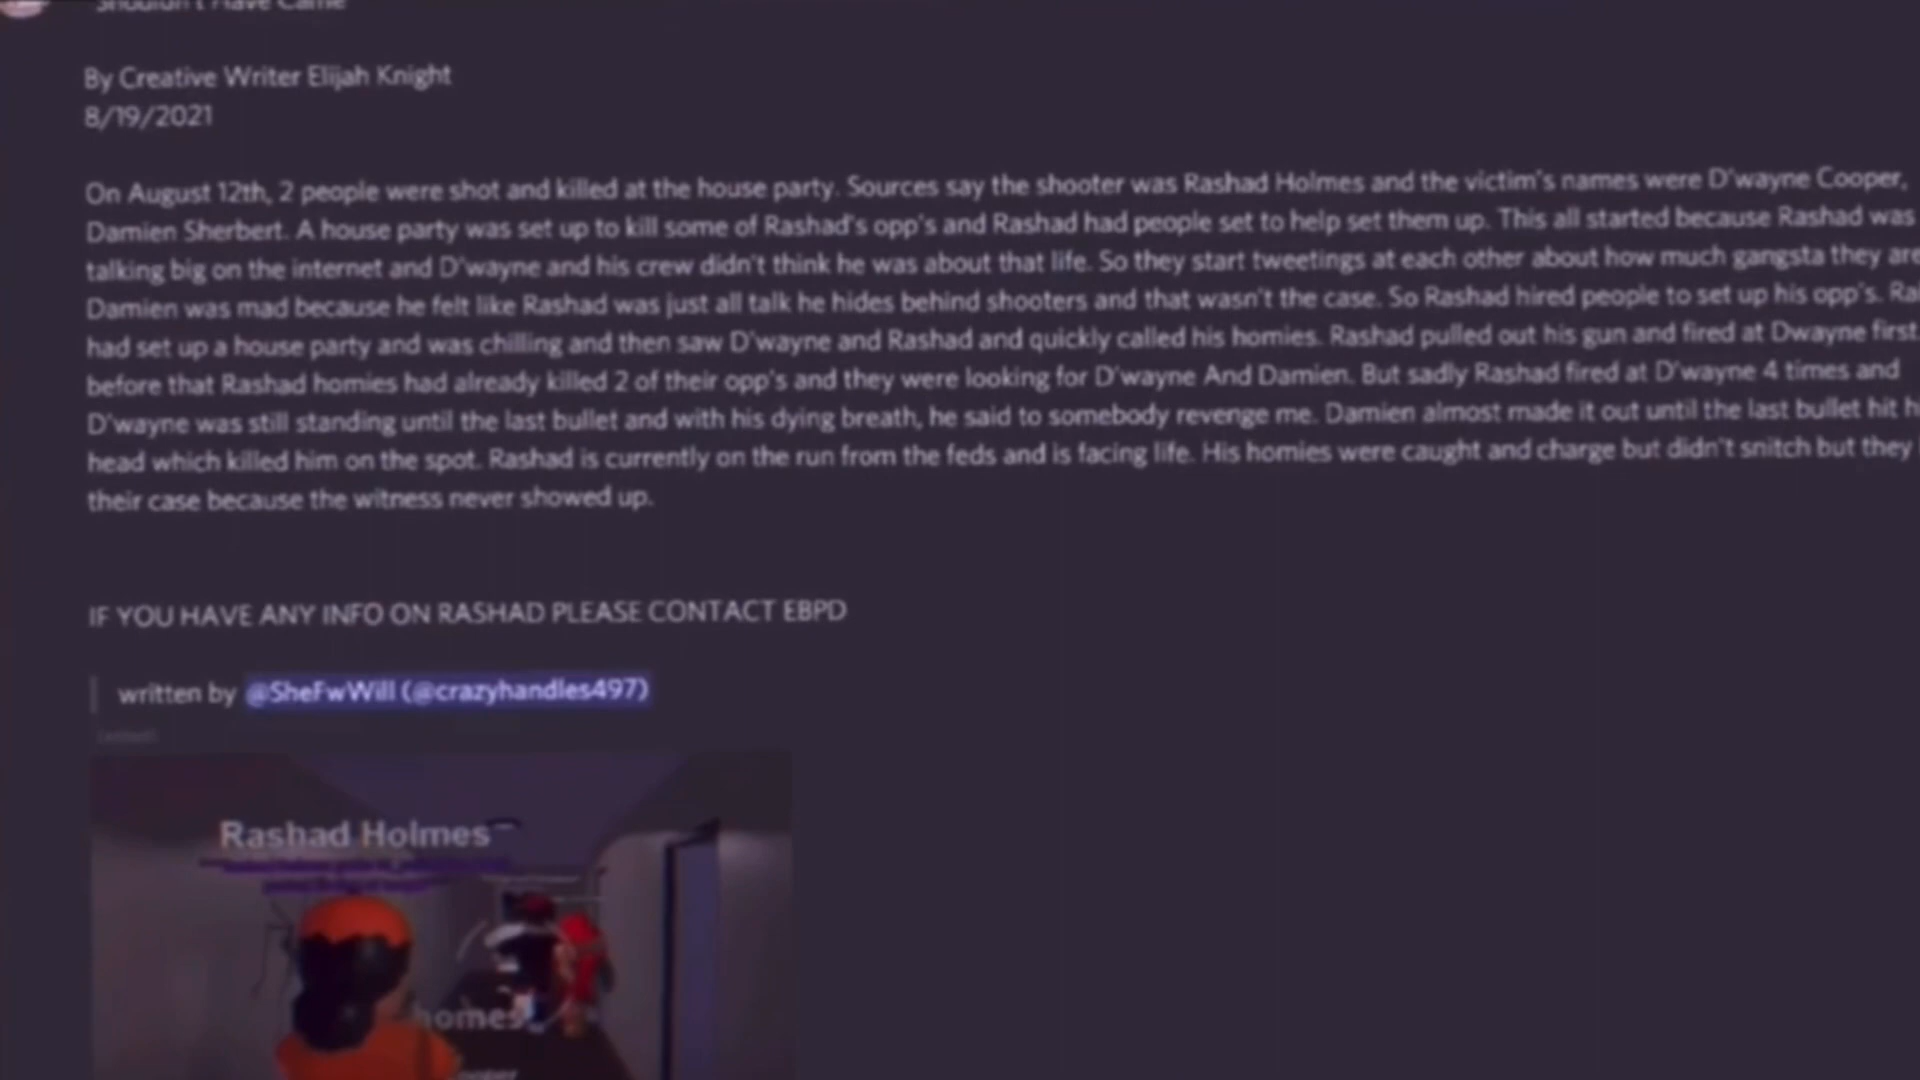 Shouldn't Have Came
By Creative Writer Elijah Knight
8/19/2021
On August 12th, 2 people were shot and killed at the house party. Sources say the shooter was Rashad Holmes and the victim's names were D'wayne Cooper,
Damien Sherbert. A house party was set up to kill some of Rashad's opp's and Rashad had people set to help set them up. This all started because Rashad was
talking big on the internet and D'wayne and his crew didn't think he was about that life. So they start tweetings at each other about how much gangsta they are
Damien was mad because he felt like Rashad was just all talk he hides behind shooters and that wasn't the case. So Rashad hired people to set up his opp's.
had set up a house party and was chilling and then saw D'wayne and Rashad and quickly called his homies. Rashad pulled out his gun and fired at Dwayne first
before that Rashad homies had already killed 2 of their opp's and they were looking for D'wayne And Damien. But sadly Rashad fired at D'wayne 4 times and
D'wayne was still standing until the last bullet and with his dying breath, he said to somebody revenge me. Damien almost made it out until the last bullet hit
head which killed him on the spot. Rashad is currently on the run from the feds and is facing life. His homies were caught and charge but didn't snitch but they
their case because the witness never showed up.
IF YOU HAVE ANY INFO ON RASHAD PLEASE CONTACT EBPD
written by @SheFwWill (@crazyhandles497)
(edited)
Rashad Holmes
homes